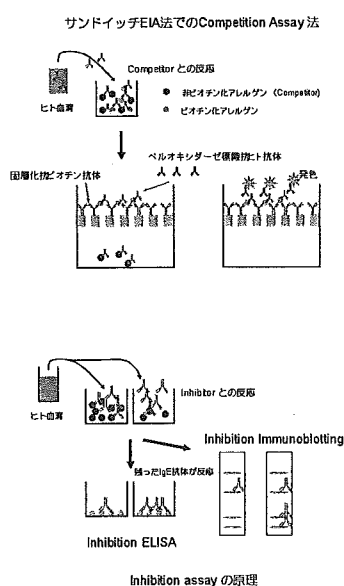 サンドイッチEIA法でのCompetition Assay 法
Competitor との反応
非ビオチン化アレルゲン (Competitor)
ビオチン化アレルゲン
ヒト血清
ペルオキシダーゼ標識抗ヒト抗体
固層化抗ビオチン抗体
発色
Inhibitor との反応
ヒト血清
Inhibition Immunoblotting
残ったIgE抗体が反応
Inhibition ELISA
Inhibition assay の原理